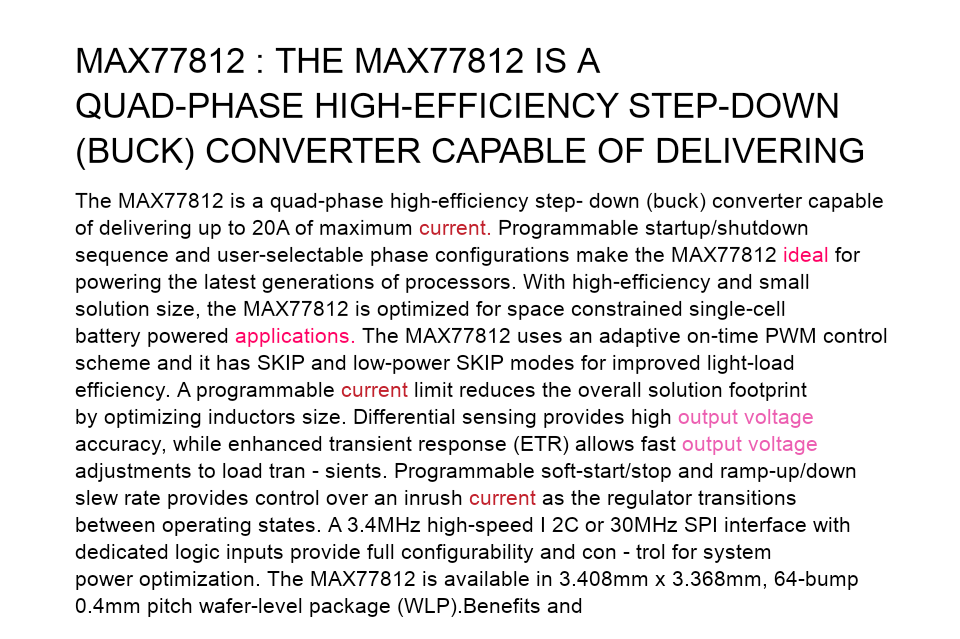 MAX77812 : THE MAX77812 IS A
QUAD-PHASE HIGH-EFFICIENCY STEP-DOWN
(BUCK) CONVERTER CAPABLE OF DELIVERING
The MAX77812 is a quad-phase high-efficiency step- down (buck) converter capable
of delivering up to 20A of maximum current. Programmable startup/shutdown
sequence and user-selectable phase configurations make the MAX77812 ideal for
powering the latest generations of processors. With high-efficiency and small
solution size, the MAX77812 is optimized for space constrained single-cell
battery powered applications. The MAX77812 uses an adaptive on-time PWM control
scheme and it has SKIP and low-power SKIP modes for improved light-load
efficiency. A programmable current limit reduces the overall solution footprint
by optimizing inductors size. Differential sensing provides high output voltage
accuracy, while enhanced transient response (ETR) allows fast output voltage
adjustments to load tran - sients. Programmable soft-start/stop and ramp-up/down
slew rate provides control over an inrush current as the regulator transitions
between operating states. A 3.4MHz high-speed I 2C or 30MHz SPI interface with
dedicated logic inputs provide full configurability and con - trol for system
power optimization. The MAX77812 is available in 3.408mm x 3.368mm, 64-bump
0.4mm pitch wafer-level package (WLP).Benefits and